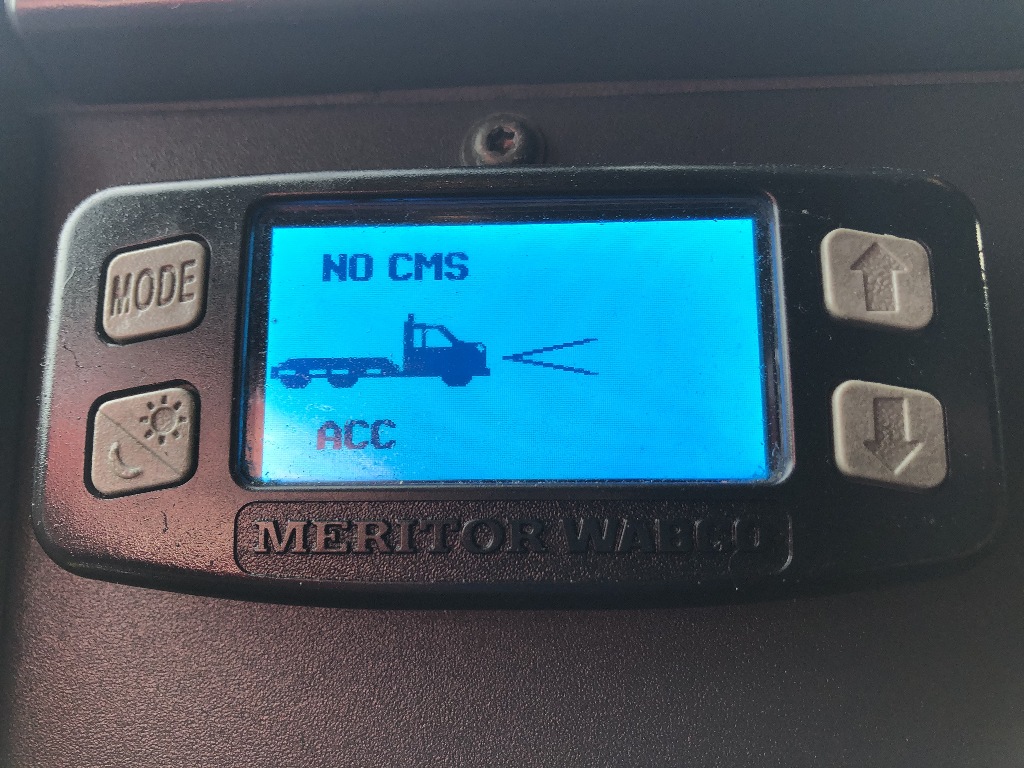 MODE
NO CMS
ACC
MERITOR WABCO